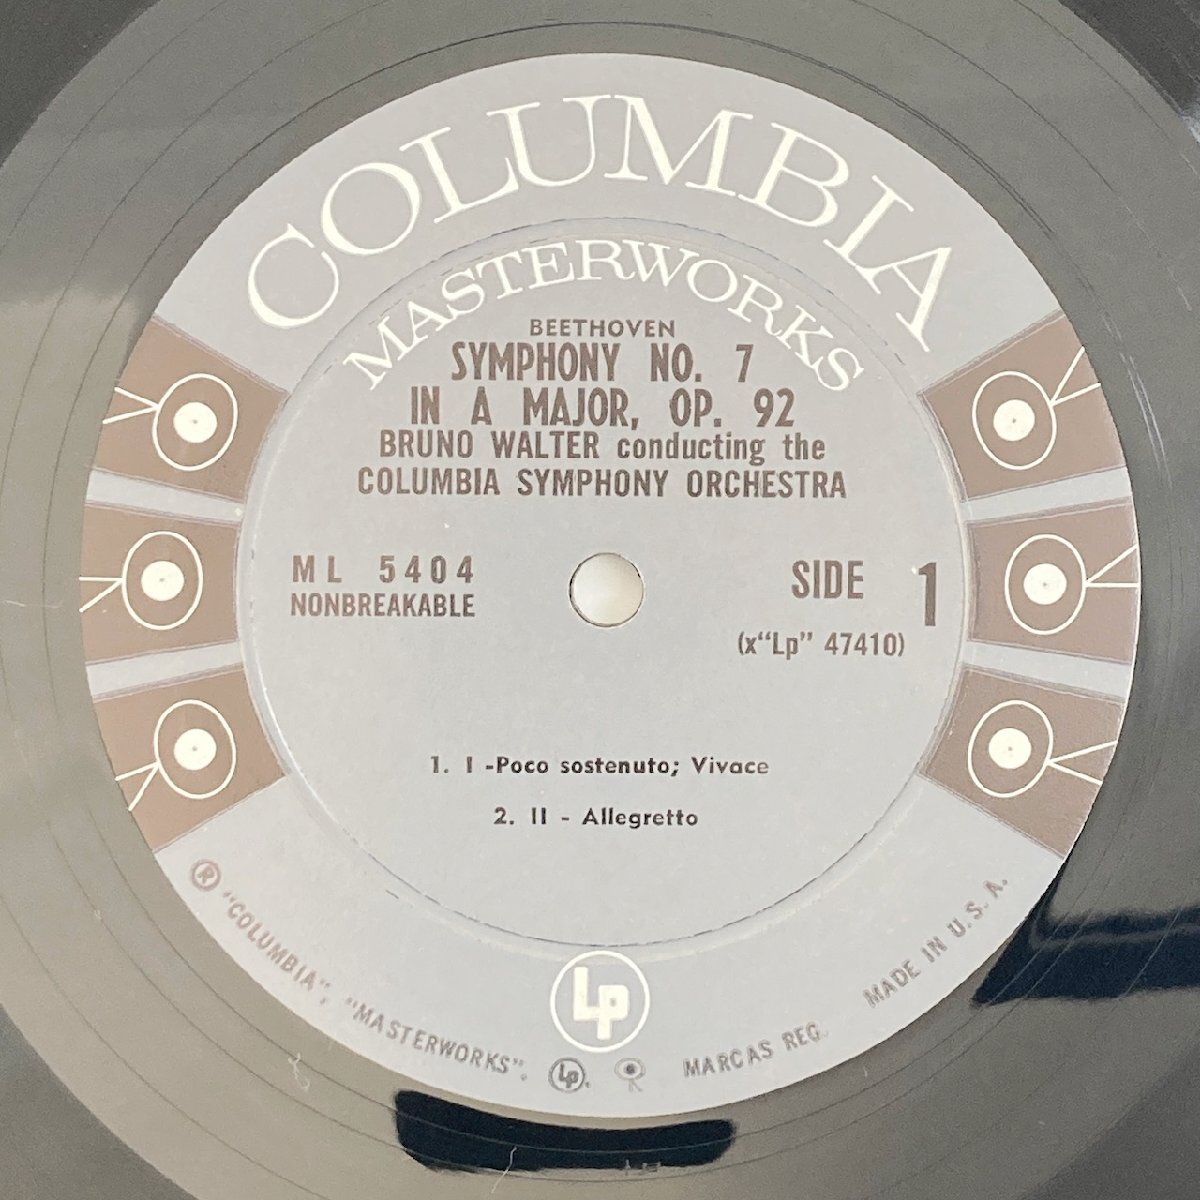 COLUMBIA
MASTERWORKS
BEETHOVEN
SYMPHONY NO. 7
IN A MAJOR, OP. 92
BRUNO WALTER conducting the
COLUMBIA SYMPHONY ORCHESTRA
ML 5404
NONBREAKABLE
SIDE 1
(x“Lp” 47410)
1. I -Poco sostenuto; Vivace
2. II - Allegretto
LP
® “COLUMBIA”, “MASTERWORKS”, LP, MARCAS REG. MADE IN U.S.A.